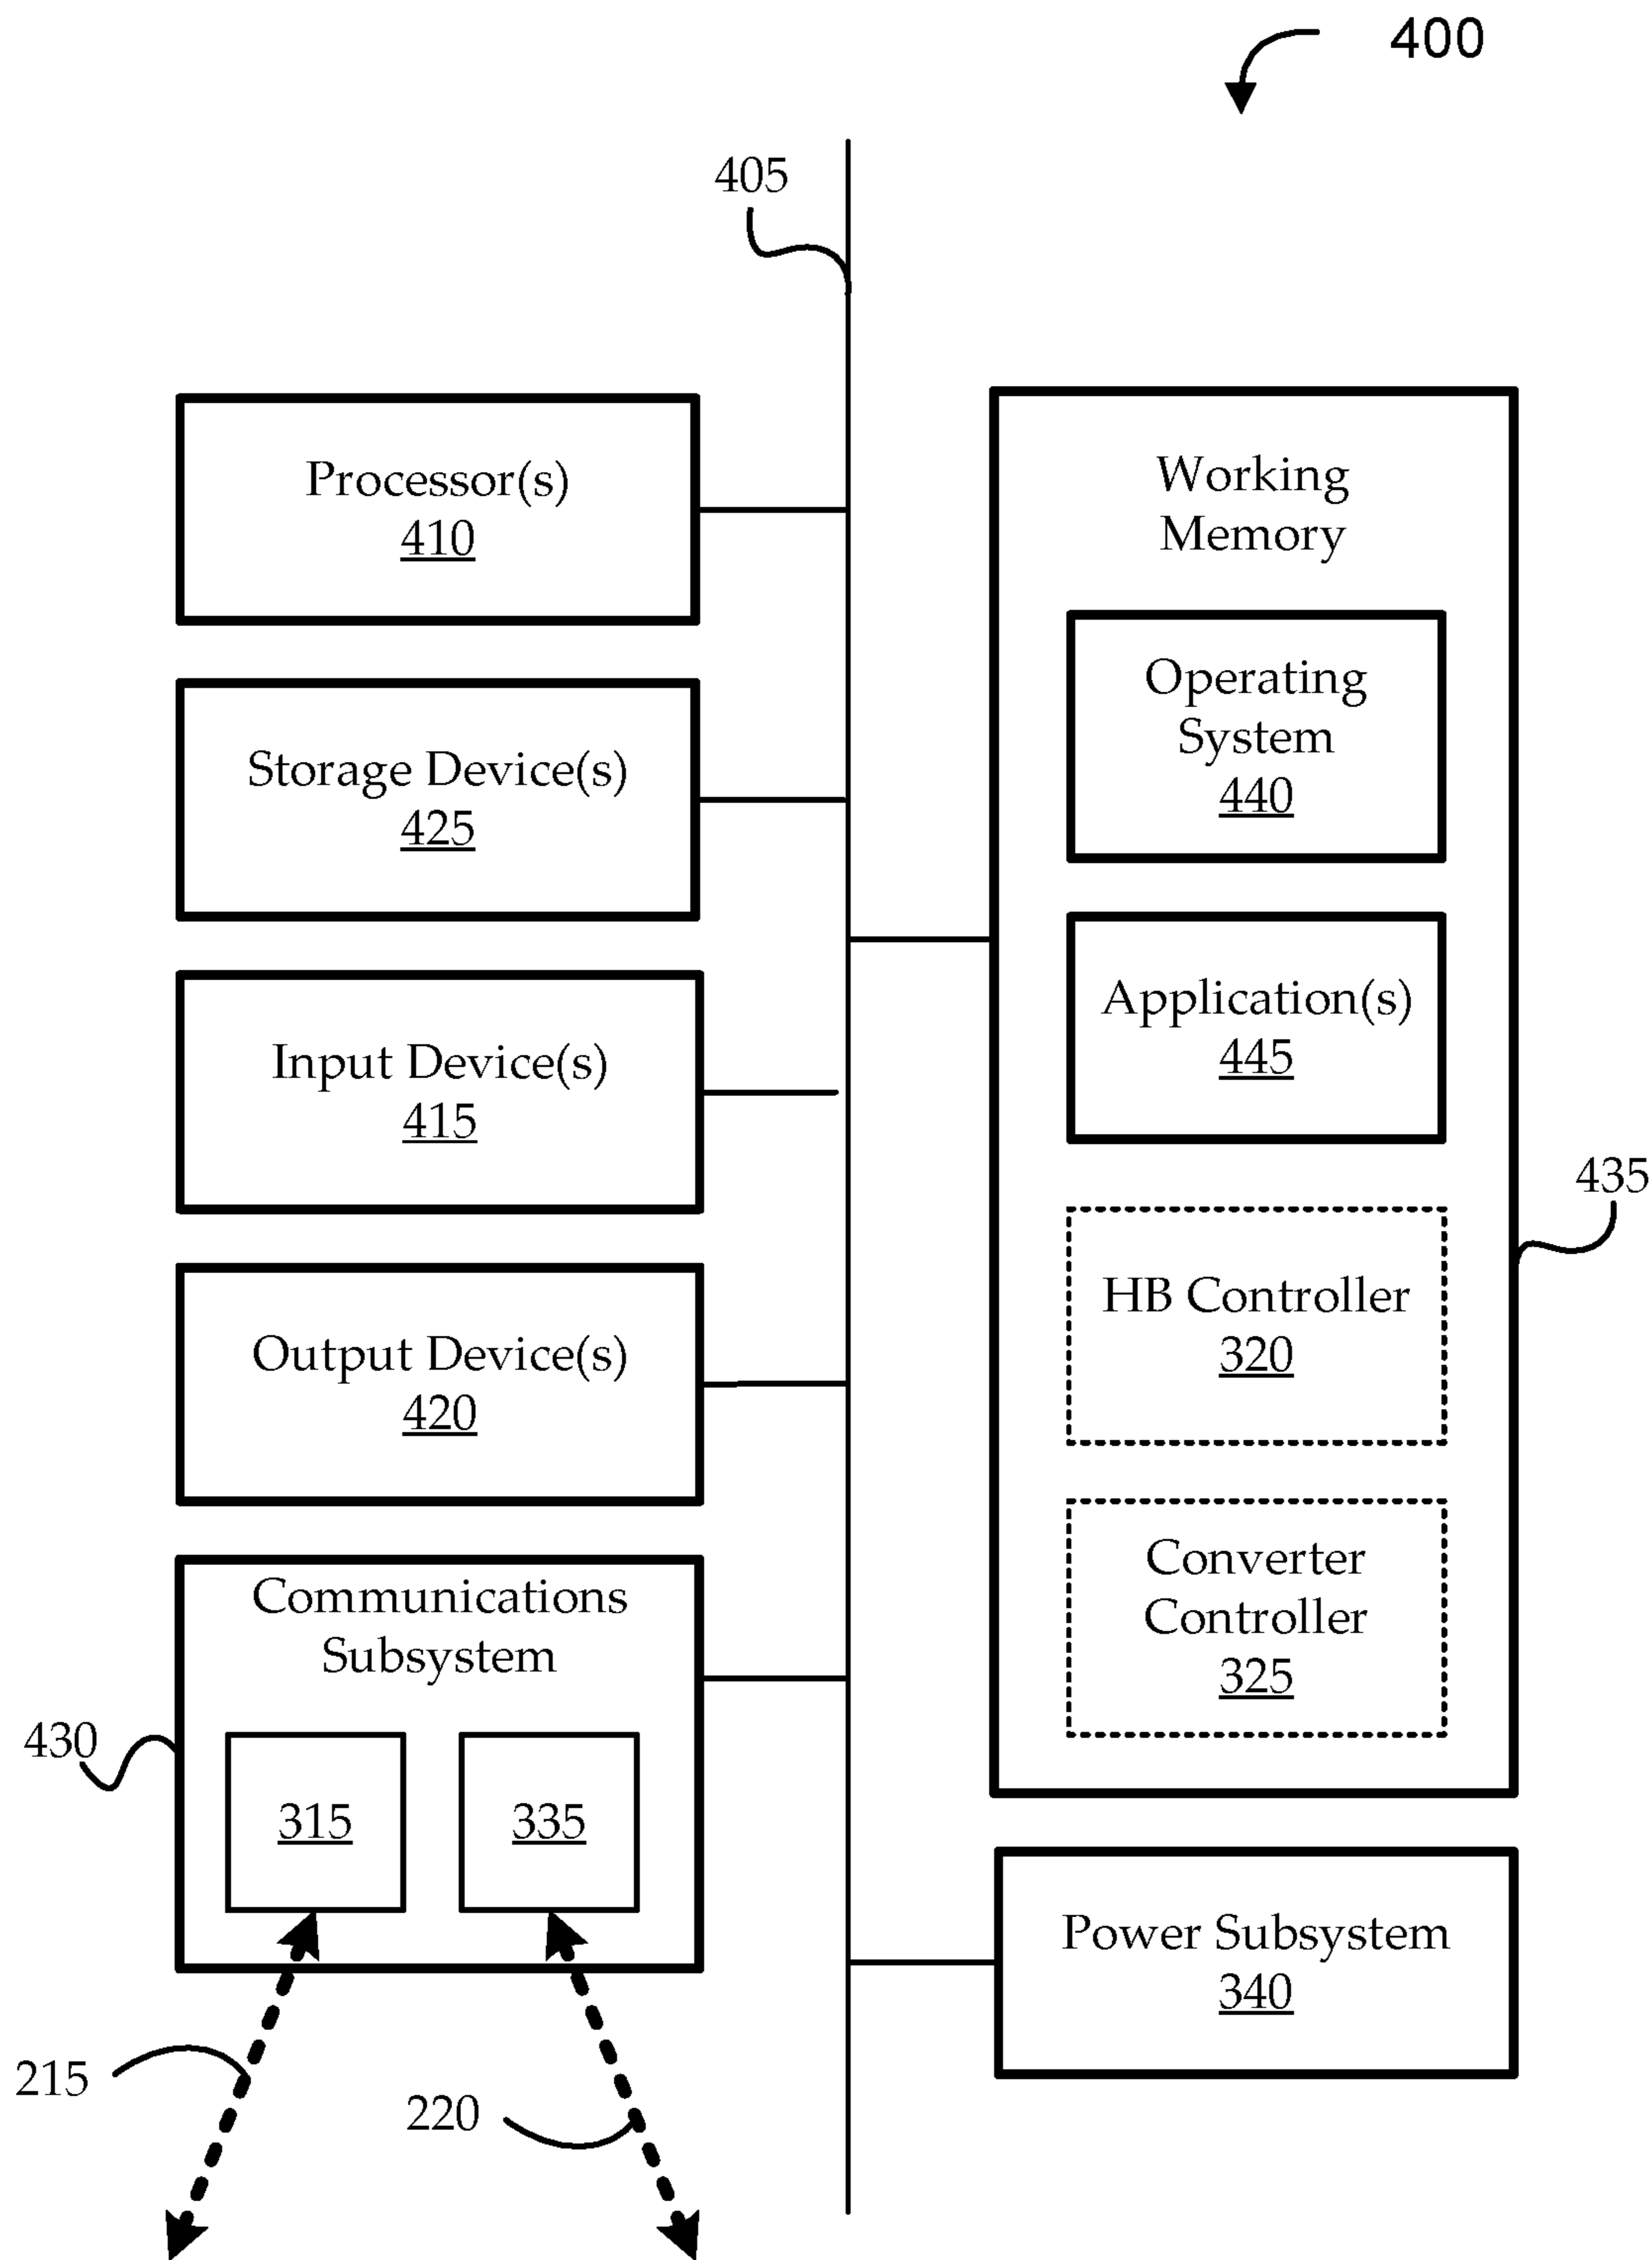 400
405
Processor(s)
410
Storage Device(s)
425
Input Device(s)
415
Output Device(s)
420
Communications
Subsystem
430
315
335
215
220
Working
Memory
Operating
System
440
Application(s)
445
435
HB Controller
320
Converter
Controller
325
Power Subsystem
340